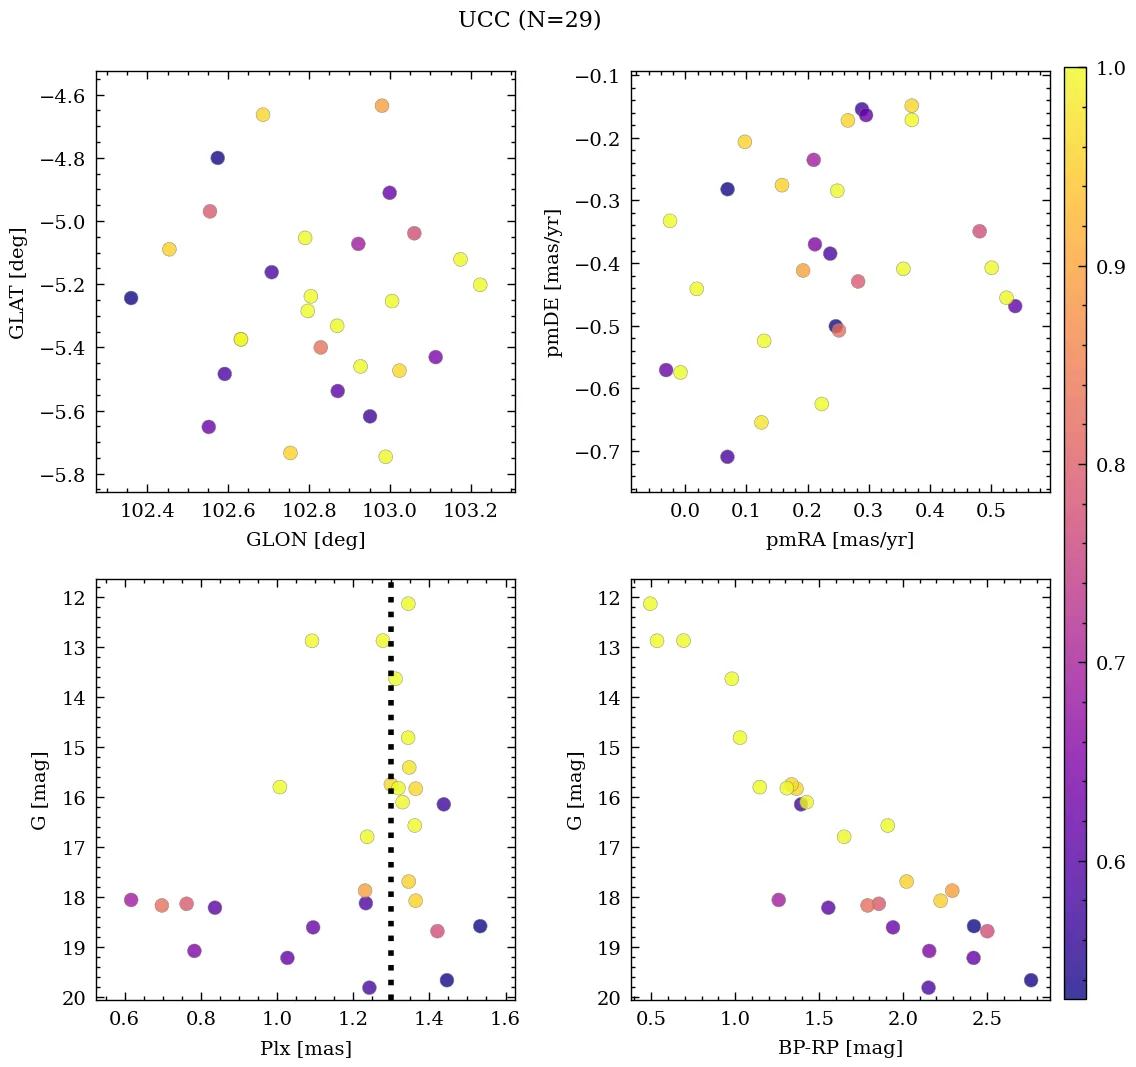 UCC (N=29)
−4.6
−4.8
−5.0
−5.2
−5.4
−5.6
−5.8
GLAT [deg]
102.4 102.6 102.8 103.0 103.2
GLON [deg]
−0.1
−0.2
−0.3
−0.4
−0.5
−0.6
−0.7
pmDE [mas/yr]
0.0 0.1 0.2 0.3 0.4 0.5
pmRA [mas/yr]
12
13
14
15
16
17
18
19
20
G [mag]
0.6 0.8 1.0 1.2 1.4 1.6
Plx [mas]
12
13
14
15
16
17
18
19
20
G [mag]
0.5 1.0 1.5 2.0 2.5
BP-RP [mag]
1.0
0.9
0.8
0.7
0.6